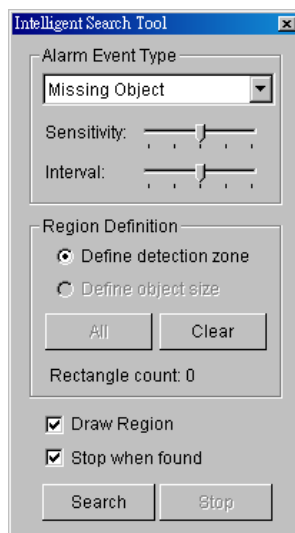 Intelligent Search Tool
Alarm Event Type
Missing Object
Sensitivity:
Interval:
Region Definition
Define detection zone
Define object size
All Clear
Rectangle count: 0
Draw Region
Stop when found
Search Stop